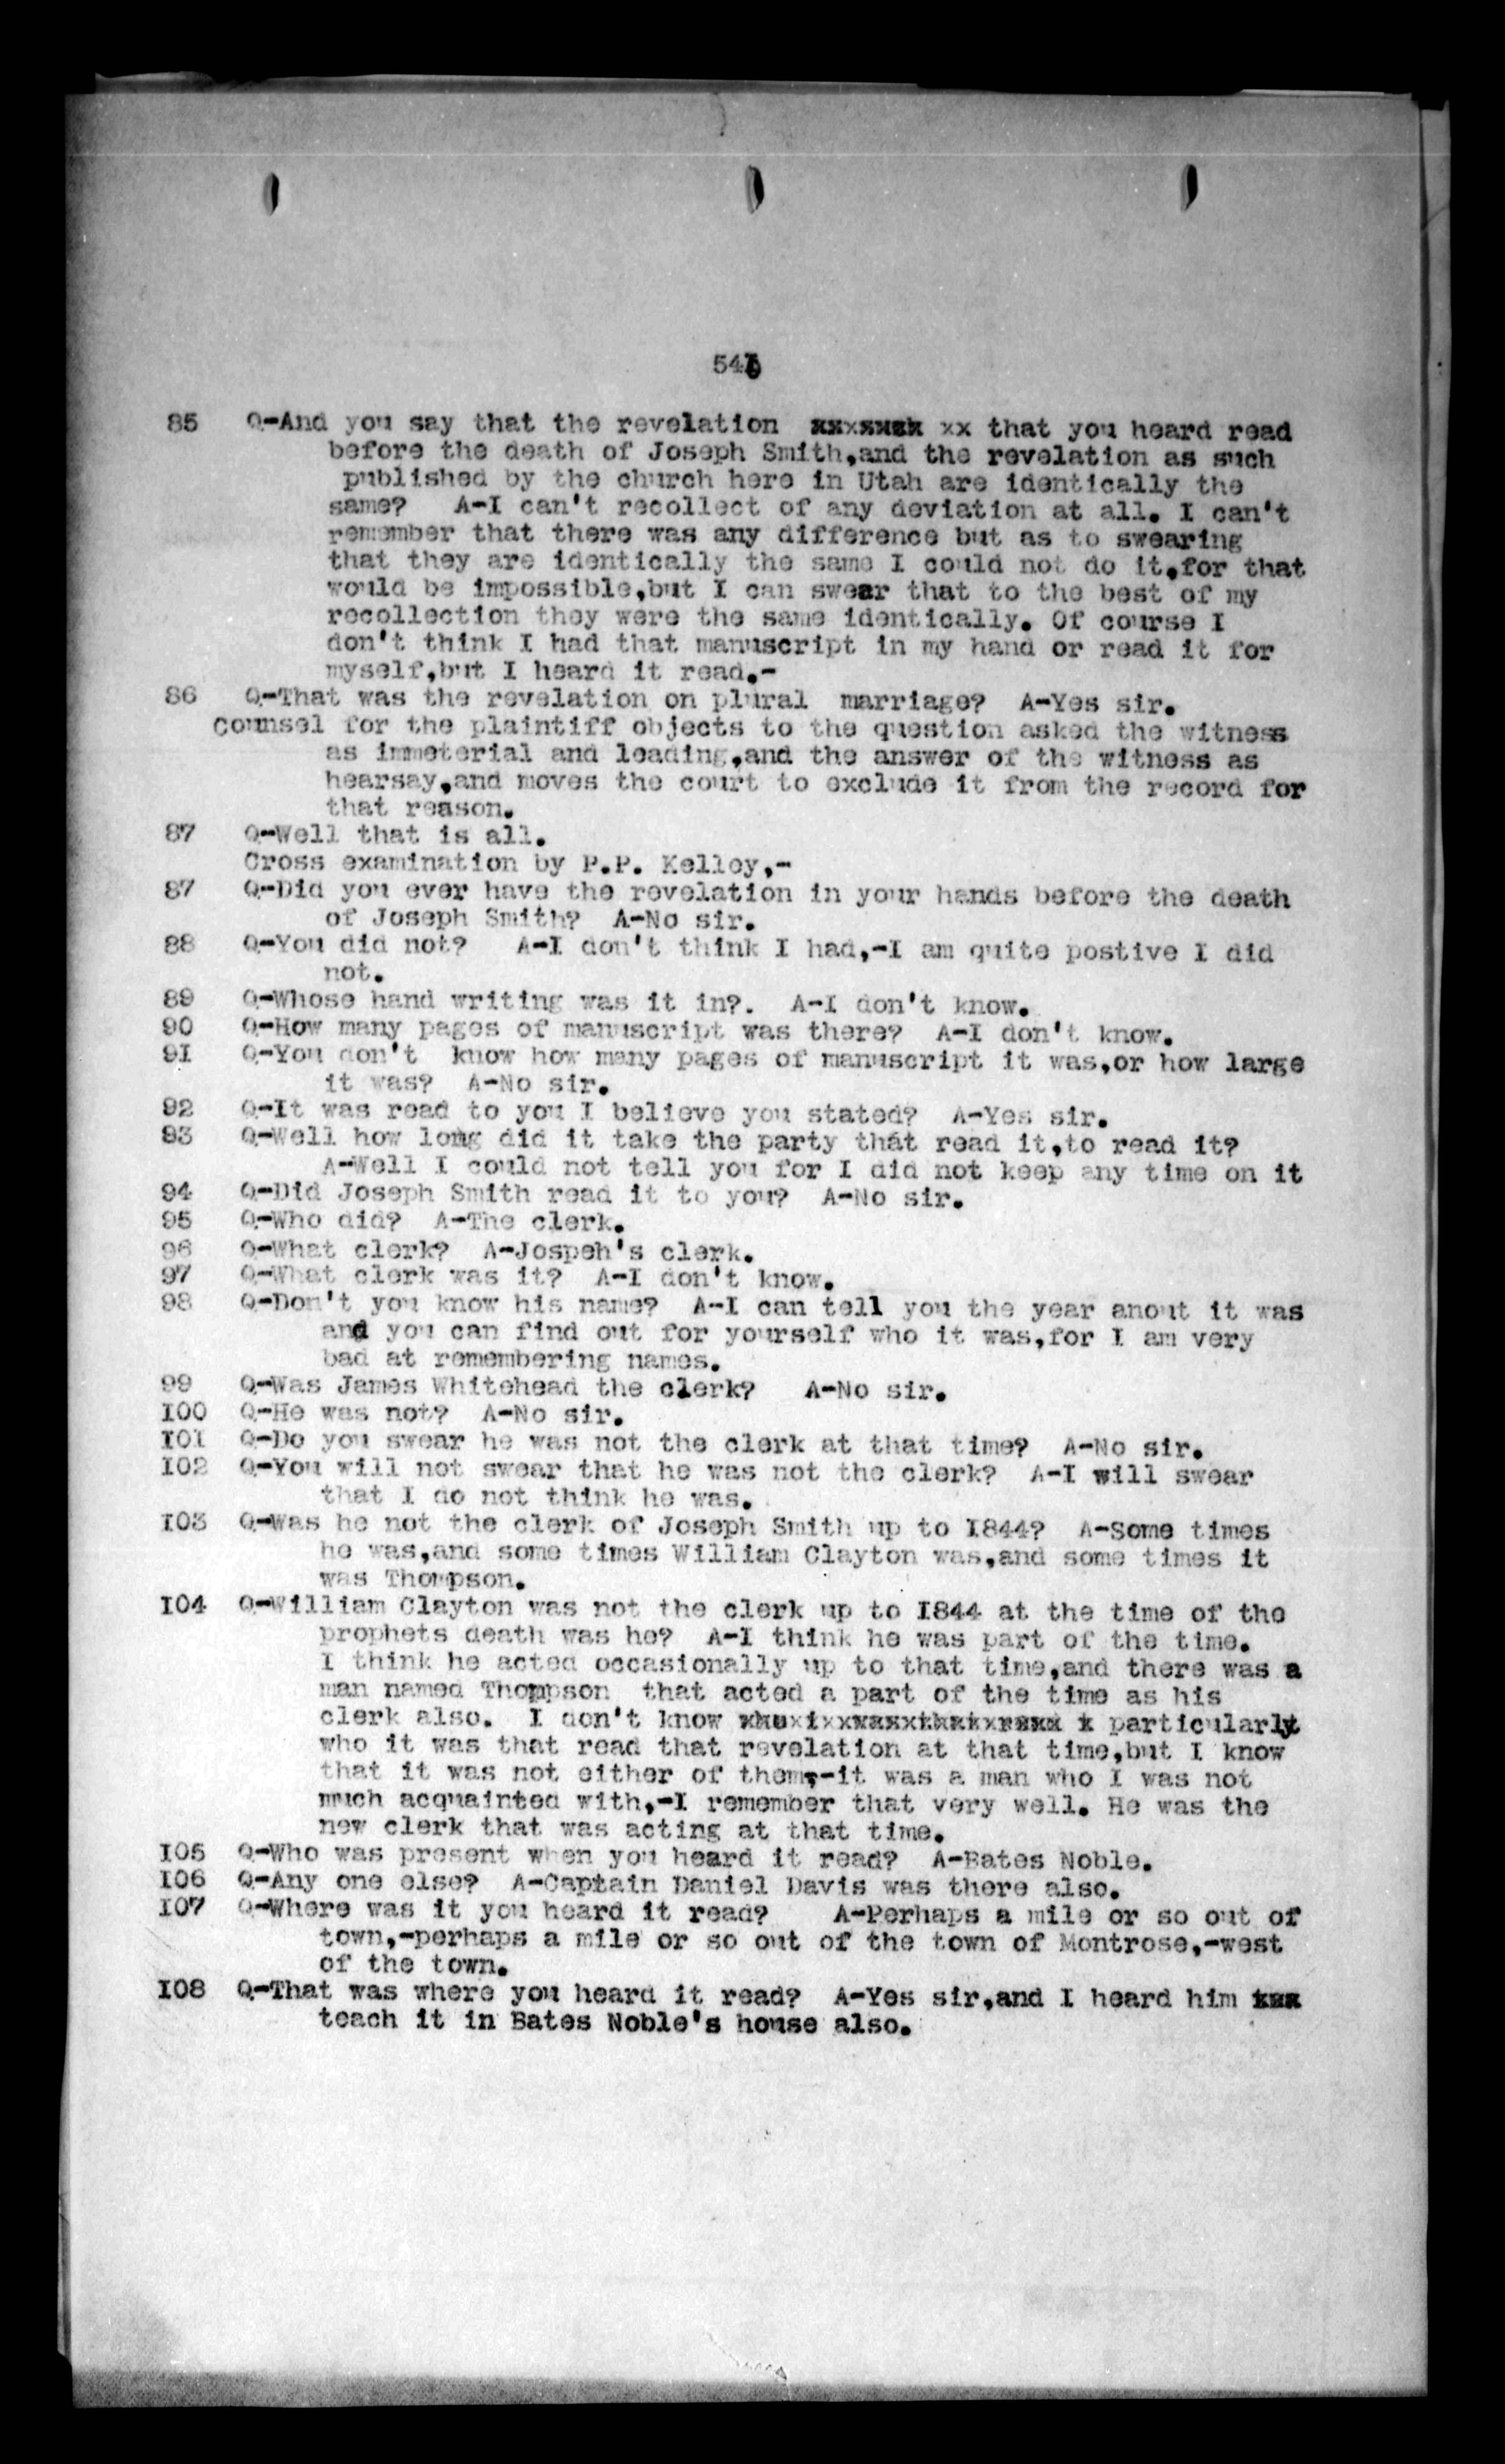 546
85 Q-And you say that the revelation xx that you heard read
before the death of Joseph Smith,and the revelation as such
published by the church here in Utah are identically the
same? A-I can't recollect of any deviation at all. I can't
remember that there was any difference but as to swearing
that they are identically the same I could not do it,for that
would be impossible,but I can swear that to the best of my
recollection they were the same identically. Of course I
don't think I had that manuscript in my hand or read it for
myself,but I heard it read.-
86 Q-That was the revelation on plural marriage? A-Yes sir.
counsel for the plaintiff objects to the question asked the witness
as immeterial and leading,and the answer of the witness as
hearsay,and moves the court to exclude it from the record for
that reason.
87 Q-Well that is all.
Cross examination by P.P. Kelley,-
87 Q-Did you ever have the revelation in your hands before the death
of Joseph Smith? A-No sir.
88 Q-You did not? A-I don't think I had,-I am quite postive I did
not.
89 Q-Whose hand writing was it in?. A-I don't know.
90 Q-How many pages of manuscript was there? A-I don't know.
91 Q-You don't know how many pages of manuscript it was,or how large
it was? A-No sir.
92 Q-It was read to you I believe you stated? A-Yes sir.
93 Q-Well how long did it take the party that read it,to read it?
A-Well I could not tell you for I did not keep any time on it
94 Q-Did Joseph Smith read it to you? A-No sir.
95 Q-Who did? A-The clerk.
96 Q-What clerk? A-Jospeh's clerk.
97 Q-What clerk was it? A-I don't know.
98 Q-Don't you know his name? A-I can tell you the year anout it was
and you can find out for yourself who it was,for I am very
bad at remembering names.
99 Q-Was James Whitehead the clerk? A-No sir.
100 Q-He was not? A-No sir.
101 Q-Do you swear he was not the clerk at that time? A-No sir.
102 Q-You will not swear that he was not the clerk? A-I will swear
that I do not think he was.
103 Q-Was he not the clerk of Joseph Smith up to 1844? A-Some times
he was,and some times William Clayton was,and some times it
was Thompson.
104 Q-William Clayton was not the clerk up to 1844 at the time of the
prophets death was he? A-I think he was part of the time.
I think he acted occasionally up to that time,and there was a
man named Thompson that acted a part of the time as his
clerk also. I don't know particularly
who it was that read that revelation at that time,but I know
that it was not either of them,-it was a man who I was not
much acquainted with,-I remember that very well. He was the
new clerk that was acting at that time.
105 Q-Who was present when you heard it read? A-Bates Noble.
106 Q-Any one else? A-Captain Daniel Davis was there also.
107 Q-Where was it you heard it read? A-Perhaps a mile or so out of
town,-perhaps a mile or so out of the town of Montrose,-west
of the town.
108 Q-That was where you heard it read? A-Yes sir,and I heard him
teach it in Bates Noble's house also.